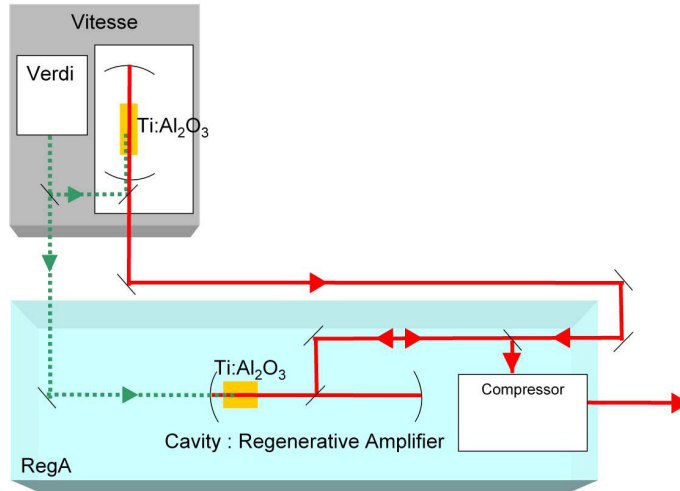 Vitesse
Verdi
Ti:Al₂O₃
Ti:Al₂O₃
Compressor
Cavity : Regenerative Amplifier
RegA